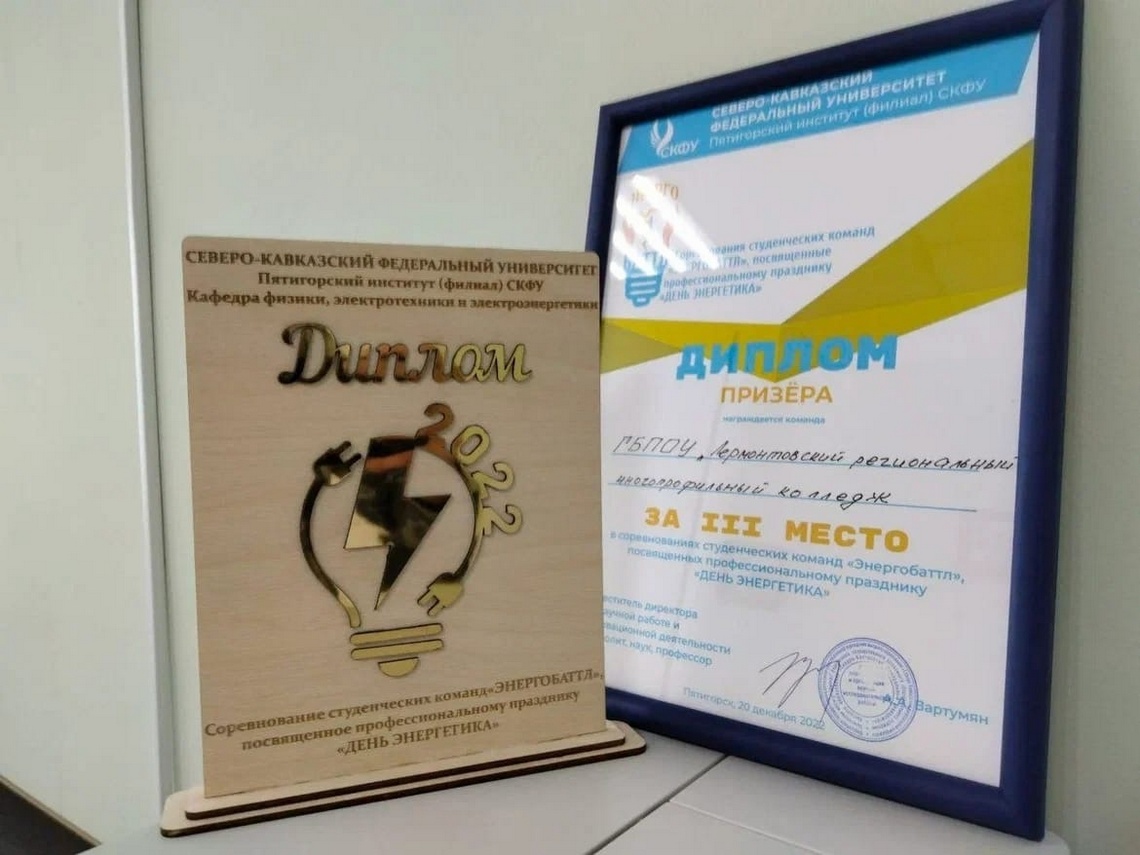 СЕВЕРО-КАВКАЗСКИЙ ФЕДЕРАЛЬНЫЙ УНИВЕРСИТЕТ
Пятигорский институт (филиал) СКФУ
Кафедра физики, электротехники и электроэнергетики
Диплом
2022
Соревнование студенческих команд«ЭНЕРГОБАТТЛ»,
посвященное профессиональному празднику
«ДЕНЬ ЭНЕРГЕТИКА»
СКФУ
СЕВЕРО-КАВКАЗСКИЙ
ФЕДЕРАЛЬНЫЙ УНИВЕРСИТЕТ
Пятигорский институт (филиал) СКФУ
студенческих команд
посвященные
профессиональному празднику
«ДЕНЬ ЭНЕРГЕТИКА»
ДИПЛОМ
ПРИЗЁРА
награждается команда
ГБПОУ „Лермонтовский региональный
многопрофильный колледж
ЗА III МЕСТО
в соревнованиях студенческих команд «Энергобаттл»,
посвященных профессиональному празднику
«ДЕНЬ ЭНЕРГЕТИКА»
директора
работе и
деятельности
наук, профессор
Вартумян
Пятигорск, 20 декабря 2022